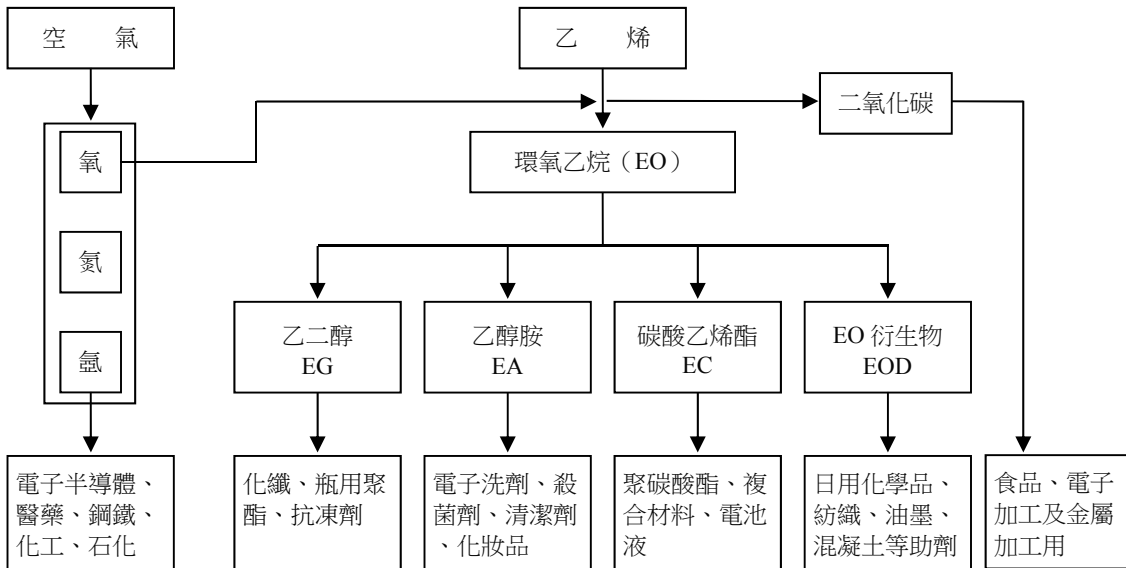 空 氣
乙 烯
二氧化碳
氧
環氧乙烷（EO）
氮
氬
乙二醇
EG
乙醇胺
EA
碳酸乙烯酯
EC
EO 衍生物
EOD
電子半導體、
醫藥、鋼鐵、
化工、石化
化纖、瓶用聚
酯、抗凍劑
電子洗劑、殺
菌劑、清潔劑
、化妝品
聚碳酸酯、複
合材料、電池
液
日用化學品、
紡織、油墨、
混凝土等助劑
食品、電子
加工及金屬
加工用